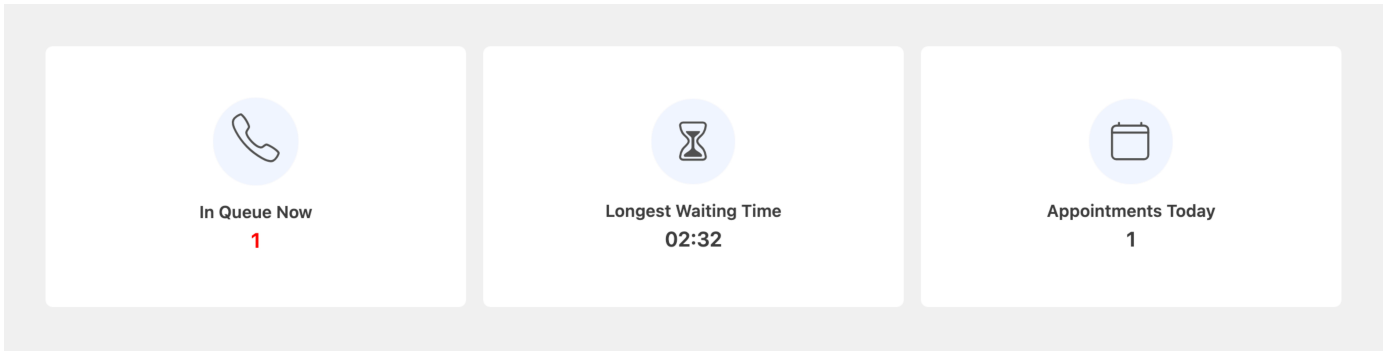 In Queue Now
1
Longest Waiting Time
02:32
Appointments Today
1